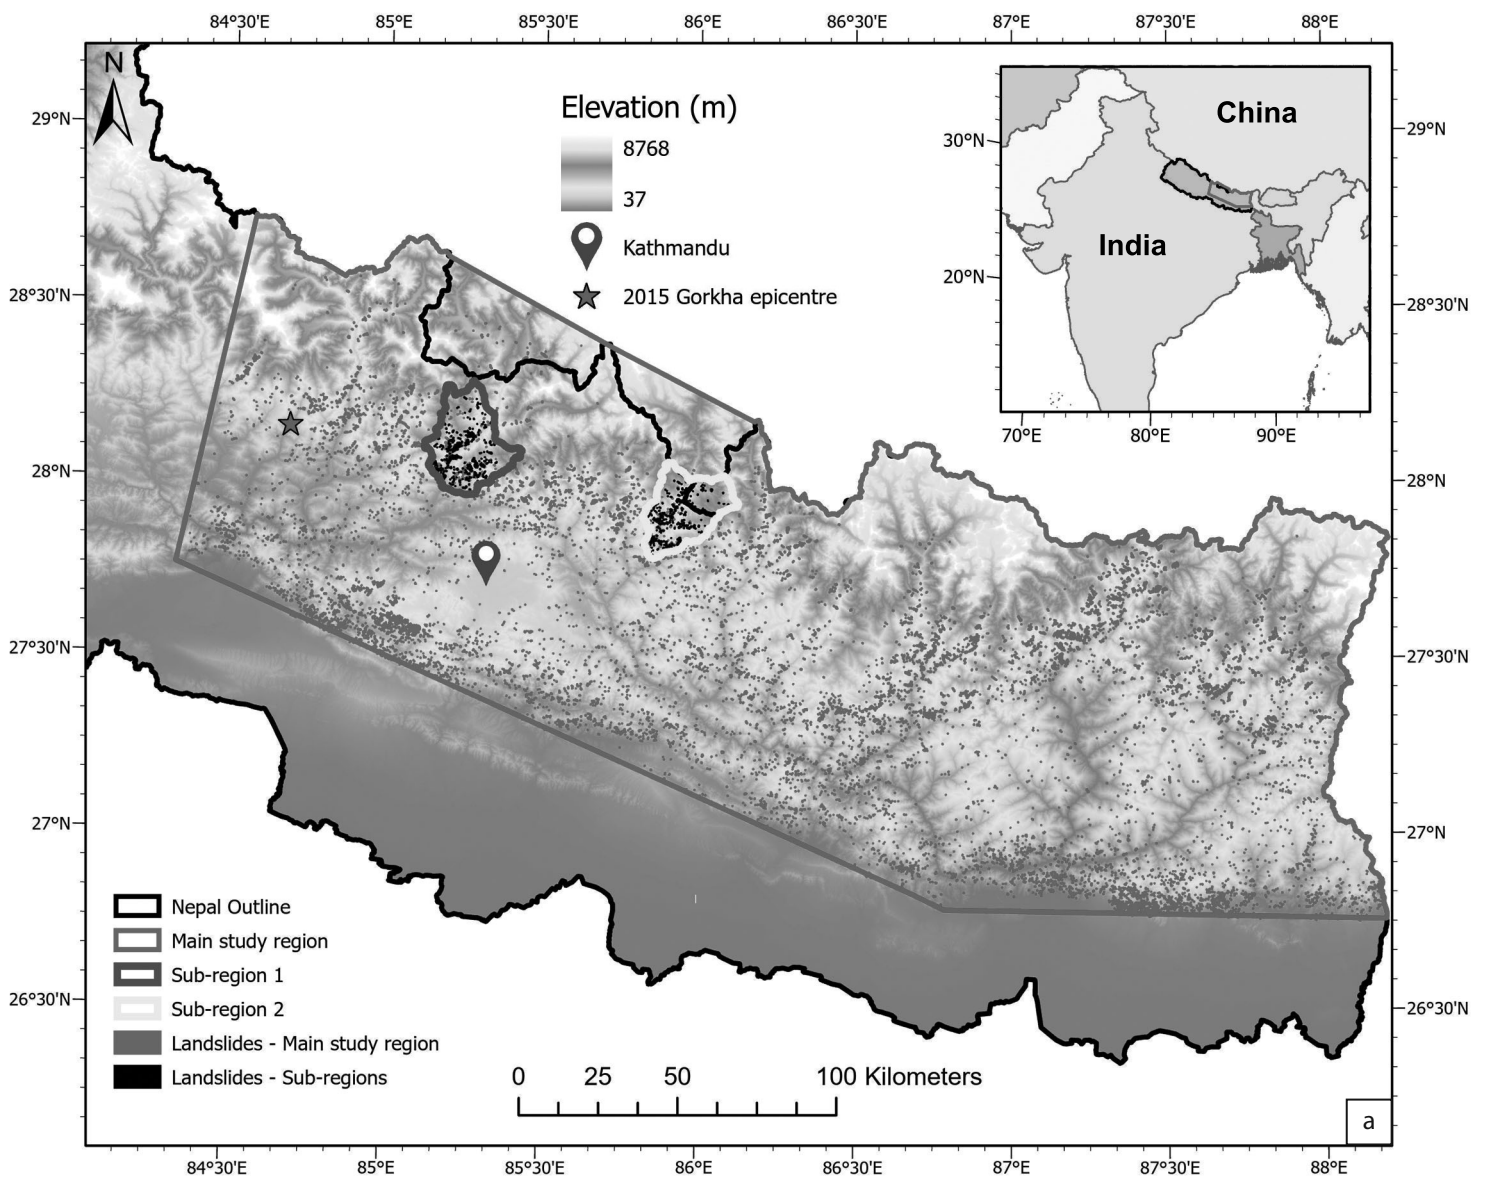 84°30'E 85°E 85°30'E 86°E 86°30'E 87°E 87°30'E 88°E
N
29°N
28°30'N
28°N
27°30'N
27°N
26°30'N
Elevation (m)
8768
37
Kathmandu
2015 Gorkha epicentre
China
India
30°N
20°N
70°E 80°E 90°E
29°N
28°30'N
28°N
27°30'N
27°N
26°30'N
Nepal Outline
Main study region
Sub-region 1
Sub-region 2
Landslides - Main study region
Landslides - Sub-regions
0 25 50 100 Kilometers
a
84°30'E 85°E 85°30'E 86°E 86°30'E 87°E 87°30'E 88°E